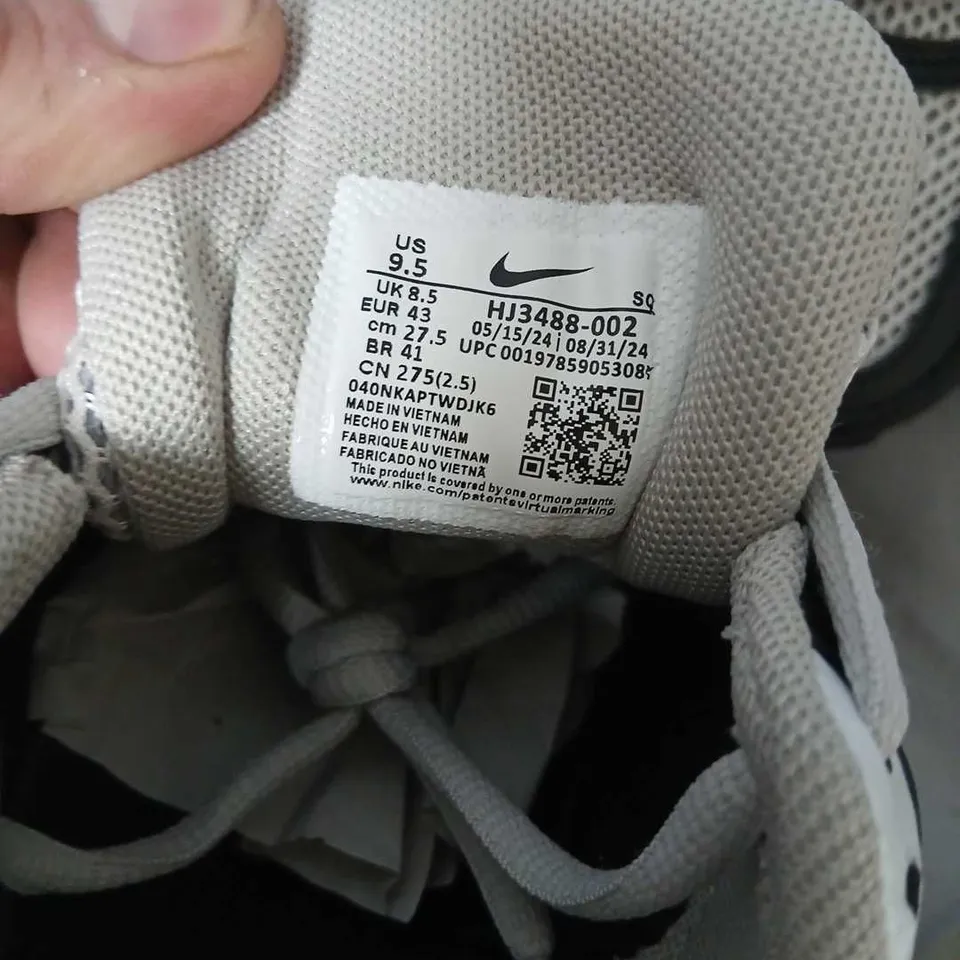 US
9.5
UK 8.5
EUR 43
cm 27.5
BR 41
CN 275(2.5)
040NKAPTWDJK6
MADE IN VIETNAM
HECHO EN VIETNAM
FABRIQUE AU VIETNAM
FABRICADO NO VIETNÃ
This product is covered by one or more patents.
www.nike.com/patentsvirtualmarking
SQ
HJ3488-002
05/15/24 | 08/31/24
UPC